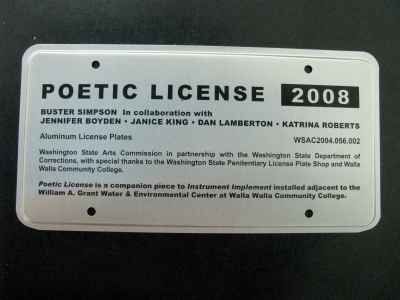 POETIC LICENSE 2008
BUSTER SIMPSON In collaboration with
JENNIFER BOYDEN • JANICE KING • DAN LAMBERTON • KATRINA ROBERTS
Aluminum License Plates WSAC2004.056.002
Washington State Arts Commission in partnership with the Washington State Department of
Corrections, with special thanks to the Washington State Penitentiary License Plate Shop and Walla
Walla Community College.
Poetic License is a companion piece to Instrument Implement installed adjacent to the
William A. Grant Water & Environmental Center at Walla Walla Community College.